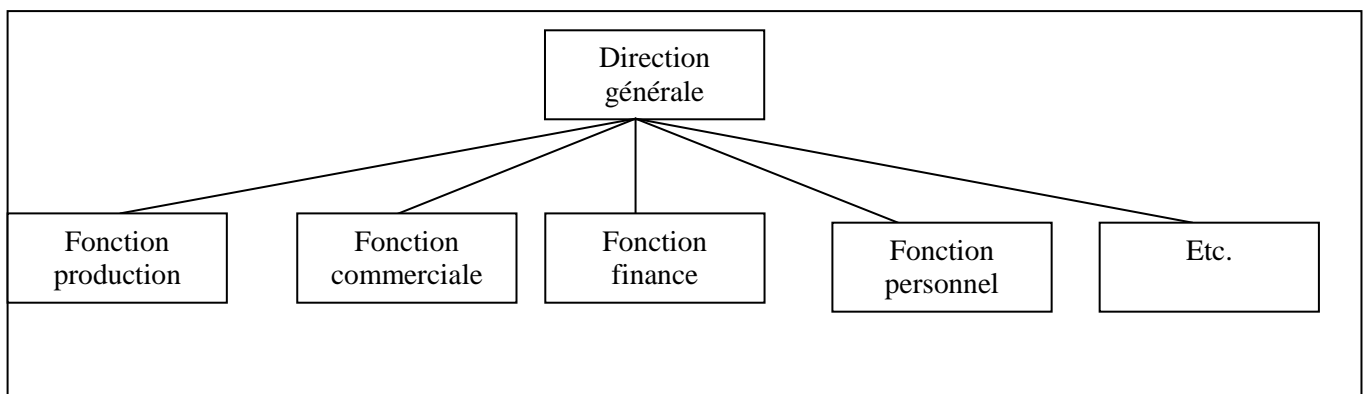 Direction
générale
Fonction
production
Fonction
commerciale
Fonction
finance
Fonction
personnel
Etc.